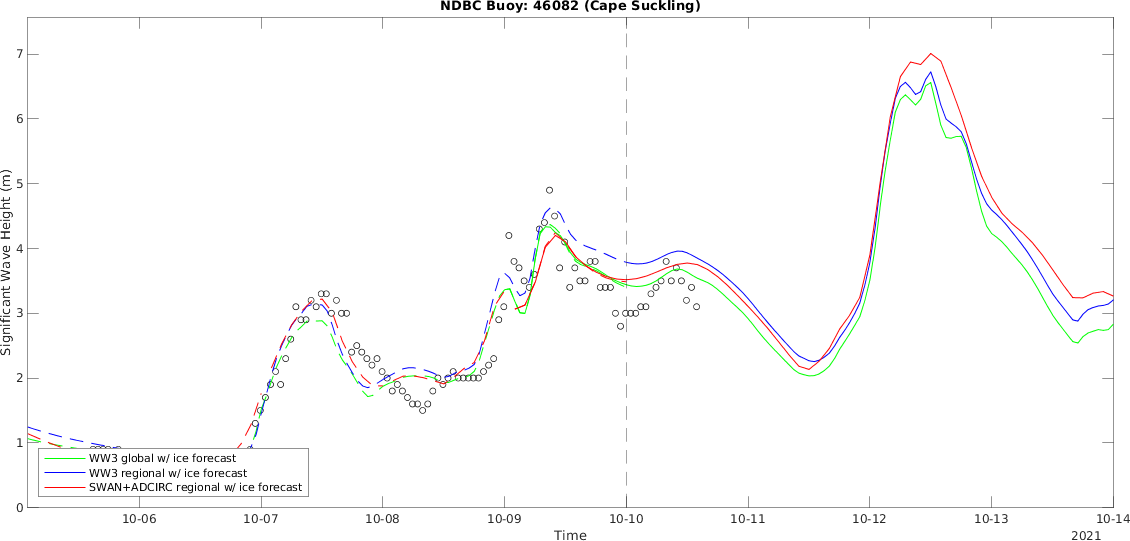 NDBC Buoy: 46082 (Cape Suckling)
Significant Wave Height (m)
7
6
5
4
3
2
1
0
WW3 global w/ ice forecast
WW3 regional w/ ice forecast
SWAN+ADCIRC regional w/ ice forecast
10-06 10-07 10-08 10-09 10-10 10-11 10-12 10-13 10-14
Time
2021